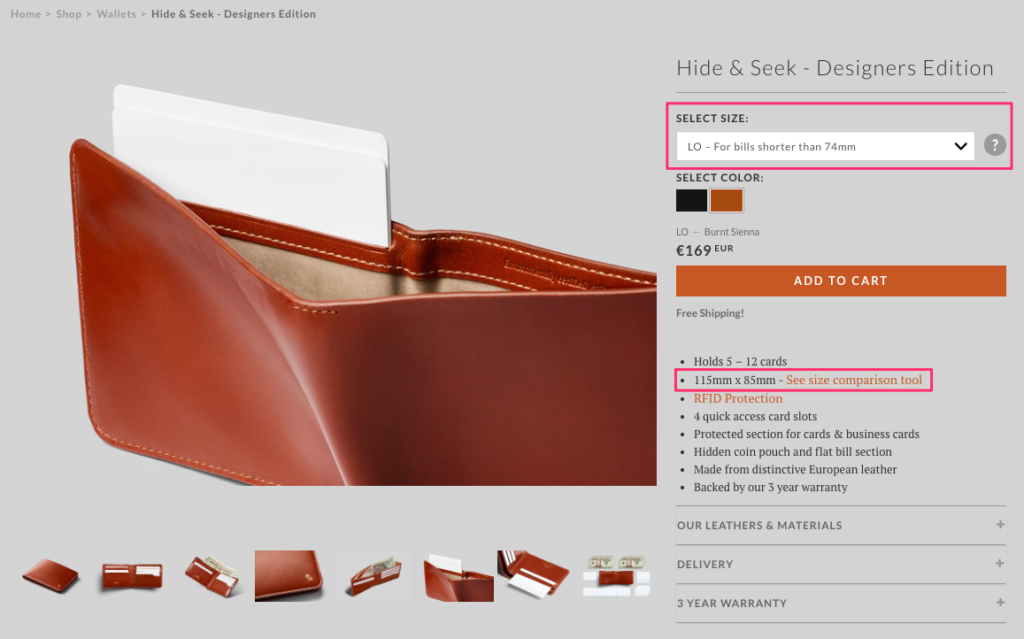 Home > Shop > Wallets > Hide & Seek - Designers Edition
Hide & Seek - Designers Edition
SELECT SIZE:
LO – For bills shorter than 74mm
?
SELECT COLOR:
LO — Burnt Sienna
€169 EUR
ADD TO CART
Free Shipping!
• Holds 5 – 12 cards
• 115mm x 85mm - See size comparison tool
• RFID Protection
• 4 quick access card slots
• Protected section for cards & business cards
• Hidden coin pouch and flat bill section
• Made from distinctive European leather
• Backed by our 3 year warranty
OUR LEATHERS & MATERIALS +
DELIVERY +
3 YEAR WARRANTY +